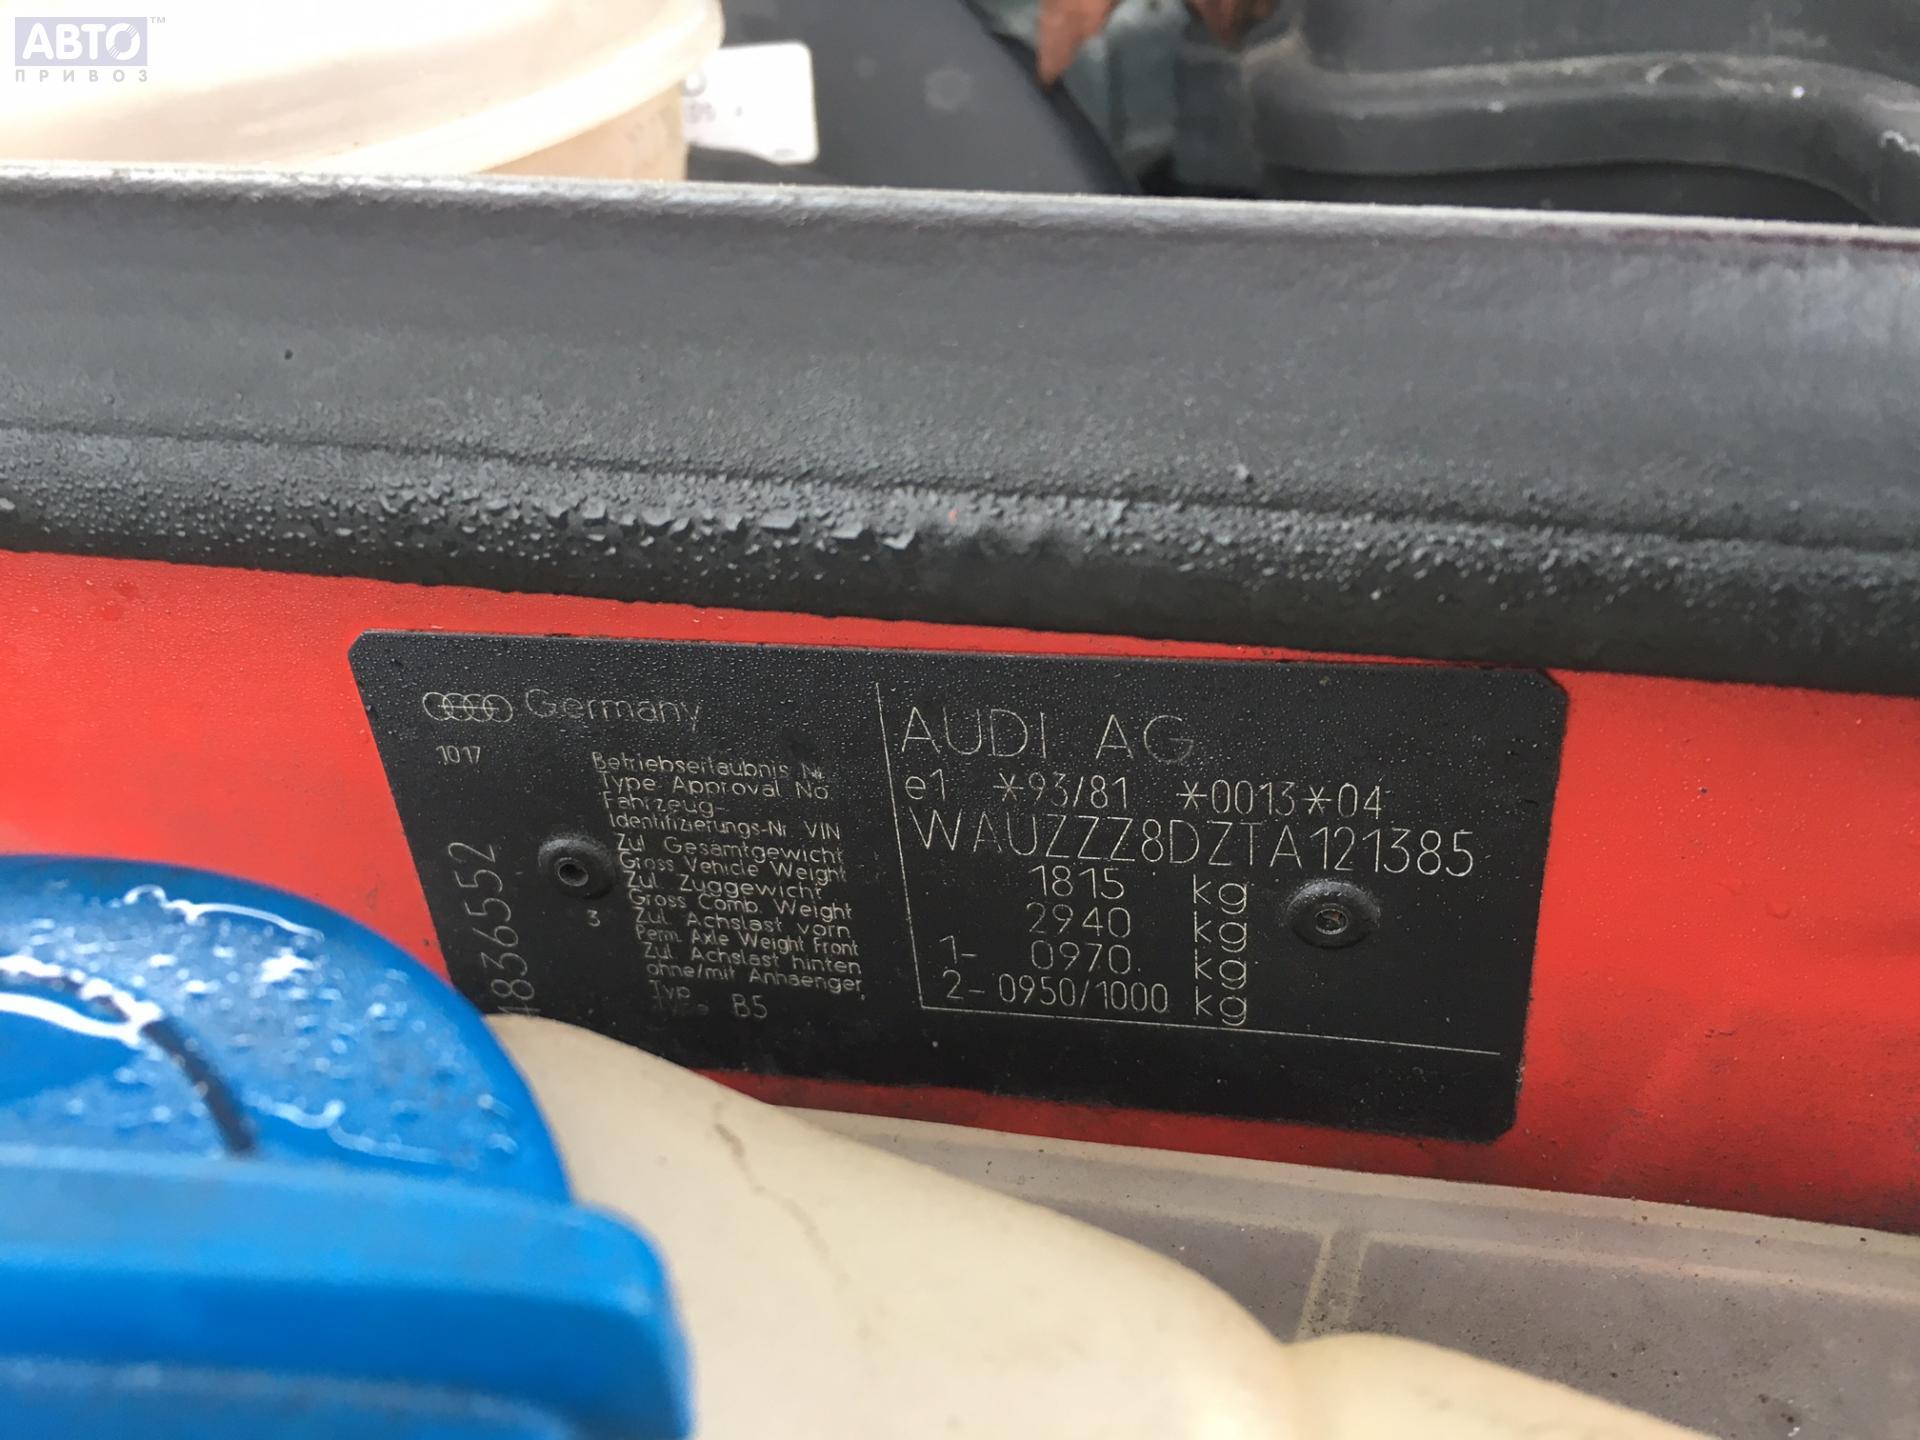 АВТО™
ПРИВОЗ
Germany
1017
Betriebserlaubnis Nr.
Type Approval No.
Fahrzeug-
Identifizierungs-Nr VIN
Zul Gesamtgewicht
Gross Vehicle Weight
Zul. Zuggewicht
Gross Comb. Weight
Zul. Achslast vorn
Perm. Axle Weight Front
Zul. Achslast hinten
ohne/mit Anhaenger
Typ
Type B5
3
4836552
AUDI AG
e1 *93/81 *0013*04
WAUZZZ8DZTA121385
1815 kg
2940 kg
1- 0970 kg
2- 0950/1000 kg